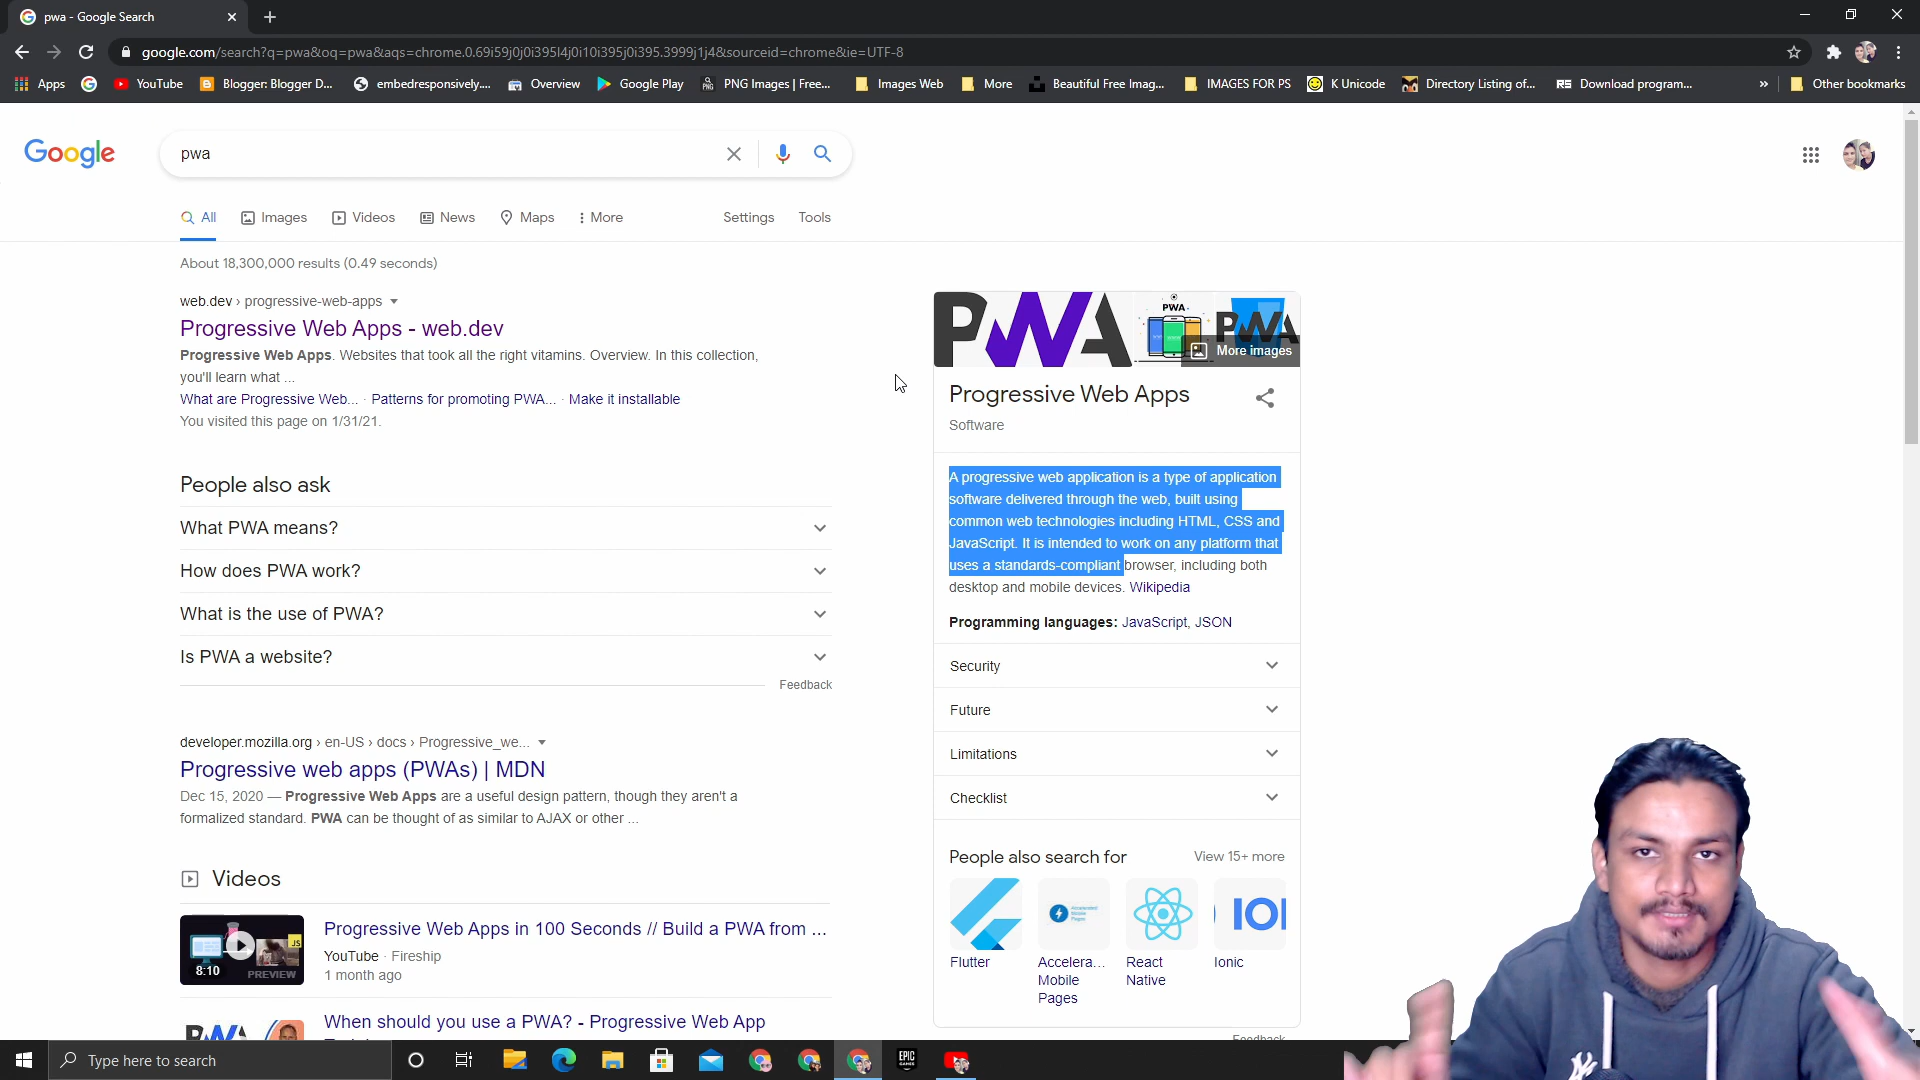 pwa - Google Search
google.com/search?q=pwa&oq=pwa&aqs=chrome.0.69i59j0j0i395l4j0i10i395j0i395.3999j1j4&sourceid=chrome&ie=UTF-8
Apps YouTube Blogger: Blogger D... embedresponsively.... Overview Google Play PNG Images | Free... Images Web More Beautiful Free Imag... IMAGES FOR PS K Unicode Directory Listing of... RS Download program... » Other bookmarks
Google
pwa
All Images Videos News Maps More Settings Tools
About 18,300,000 results (0.49 seconds)
web.dev › progressive-web-apps
Progressive Web Apps - web.dev
Progressive Web Apps. Websites that took all the right vitamins. Overview. In this collection,
you'll learn what ...
What are Progressive Web... · Patterns for promoting PWA... · Make it installable
You visited this page on 1/31/21.
People also ask
What PWA means?
How does PWA work?
What is the use of PWA?
Is PWA a website?
Feedback
developer.mozilla.org › en-US › docs › Progressive_we...
Progressive web apps (PWAs) | MDN
Dec 15, 2020 — Progressive Web Apps are a useful design pattern, though they aren't a
formalized standard. PWA can be thought of as similar to AJAX or other ...
Videos
Progressive Web Apps in 100 Seconds // Build a PWA from ...
YouTube · Fireship
1 month ago
JS
8:10
PREVIEW
When should you use a PWA? - Progressive Web App
PWA
PWA
PWA
PWA
More images
Progressive Web Apps
Software
A progressive web application is a type of application
software delivered through the web, built using
common web technologies including HTML, CSS and
JavaScript. It is intended to work on any platform that
uses a standards-compliant browser, including both
desktop and mobile devices. Wikipedia
Programming languages: JavaScript, JSON
Security
Future
Limitations
Checklist
People also search for
View 15+ more
Accelerated
Mobile
Pages
Flutter
Accelera...
Mobile
Pages
React
Native
Ionic
Feedback
Type here to search
EPIC
GAMES